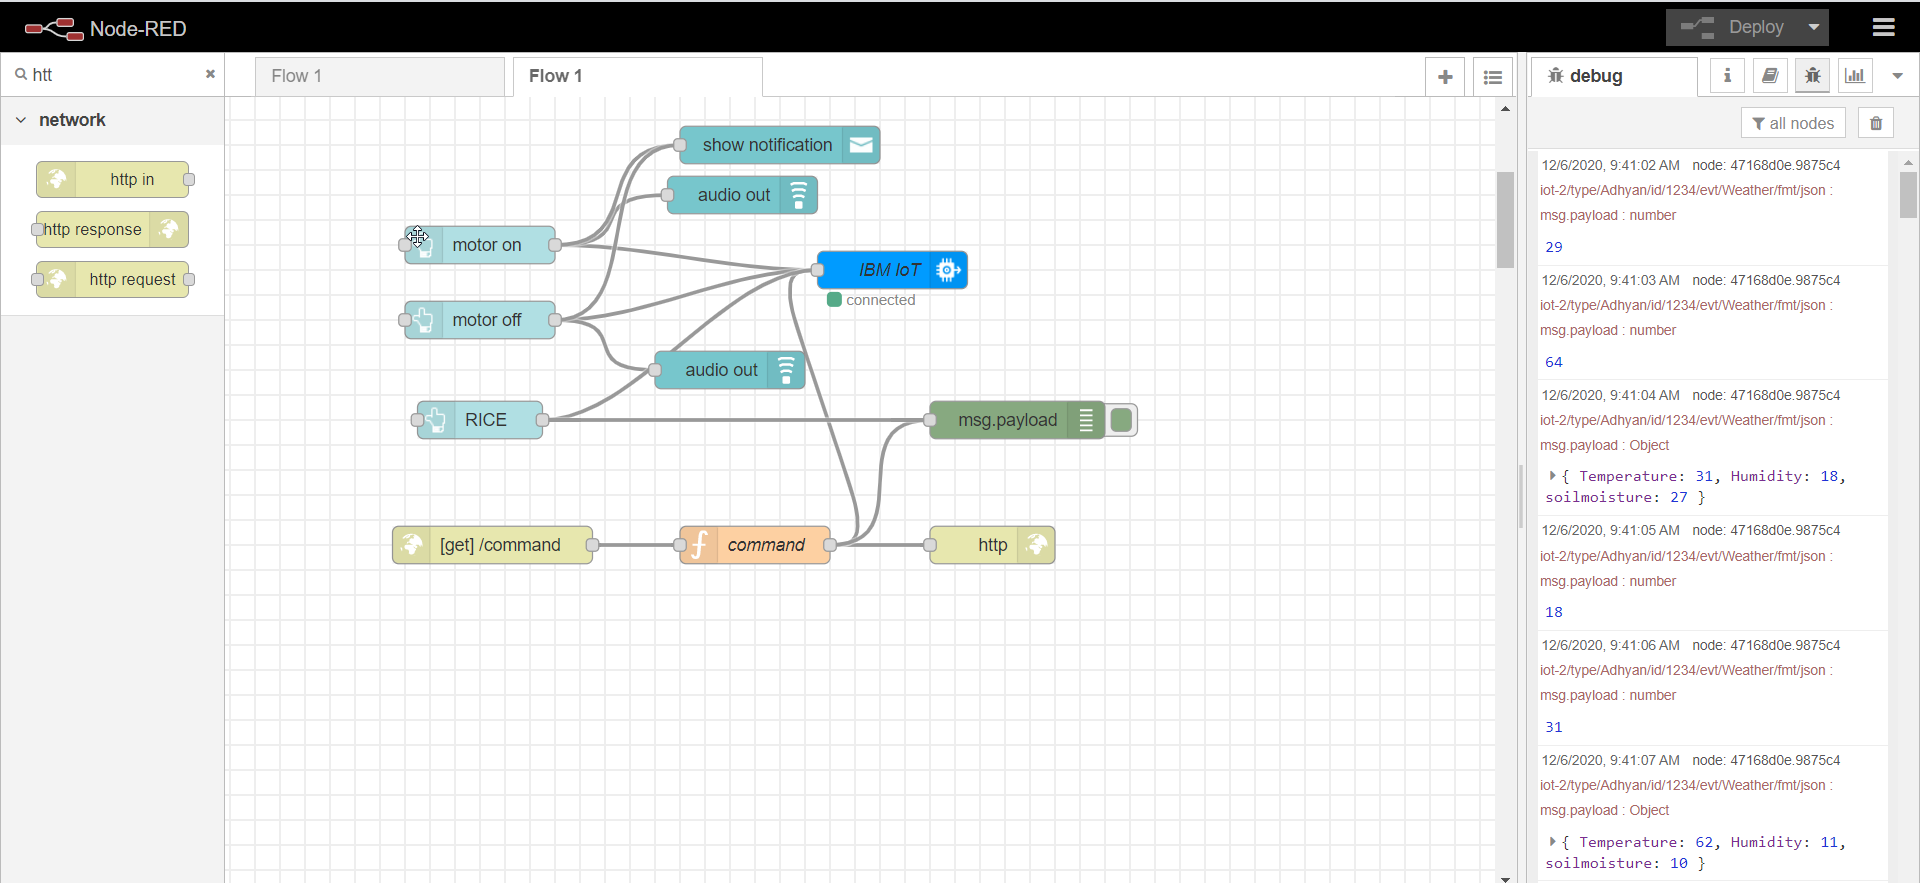 Node-RED
Deploy
htt
Flow 1
Flow 1
debug
network
all nodes
http in
http response
http request
show notification
audio out
motor on
IBM IoT
connected
motor off
audio out
RICE
msg.payload
[get] /command
command
http
12/6/2020, 9:41:02 AM node: 47168d0e.9875c4
iot-2/type/Adhyan/id/1234/evt/Weather/fmt/json :
msg.payload : number
29
12/6/2020, 9:41:03 AM node: 47168d0e.9875c4
iot-2/type/Adhyan/id/1234/evt/Weather/fmt/json :
msg.payload : number
64
12/6/2020, 9:41:04 AM node: 47168d0e.9875c4
iot-2/type/Adhyan/id/1234/evt/Weather/fmt/json :
msg.payload : Object
{ Temperature: 31, Humidity: 18,
soilmoisture: 27 }
12/6/2020, 9:41:05 AM node: 47168d0e.9875c4
iot-2/type/Adhyan/id/1234/evt/Weather/fmt/json :
msg.payload : number
18
12/6/2020, 9:41:06 AM node: 47168d0e.9875c4
iot-2/type/Adhyan/id/1234/evt/Weather/fmt/json :
msg.payload : number
31
12/6/2020, 9:41:07 AM node: 47168d0e.9875c4
iot-2/type/Adhyan/id/1234/evt/Weather/fmt/json :
msg.payload : Object
{ Temperature: 62, Humidity: 11,
soilmoisture: 10 }